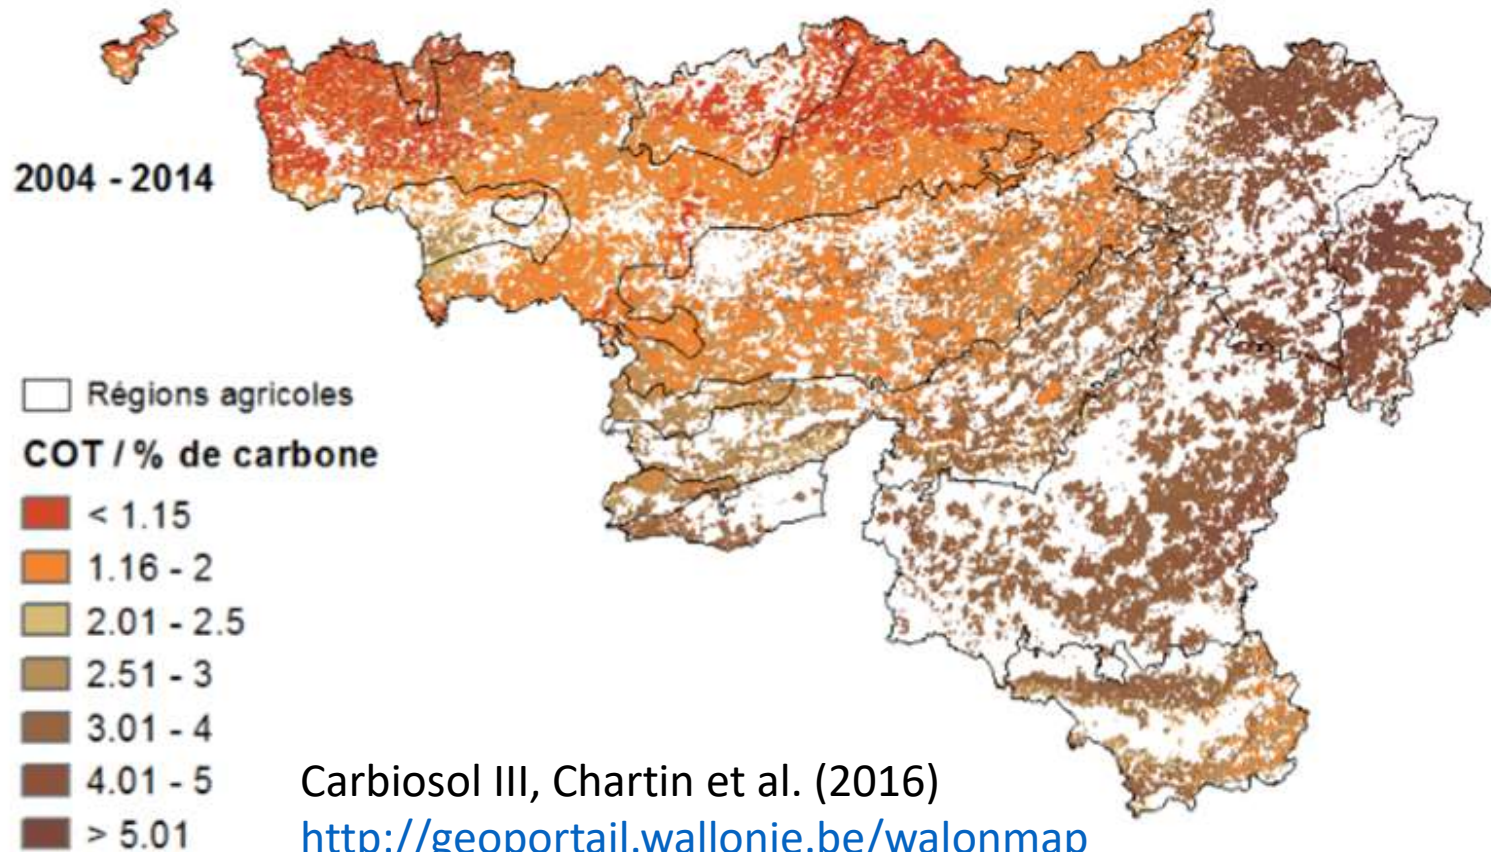 2004 - 2014
Régions agricoles
COT / % de carbone
< 1.15
1.16 - 2
2.01 - 2.5
2.51 - 3
3.01 - 4
4.01 - 5
> 5.01
Carbiosol III, Chartin et al. (2016)
http://geoportail.wallonie.be/walonmap